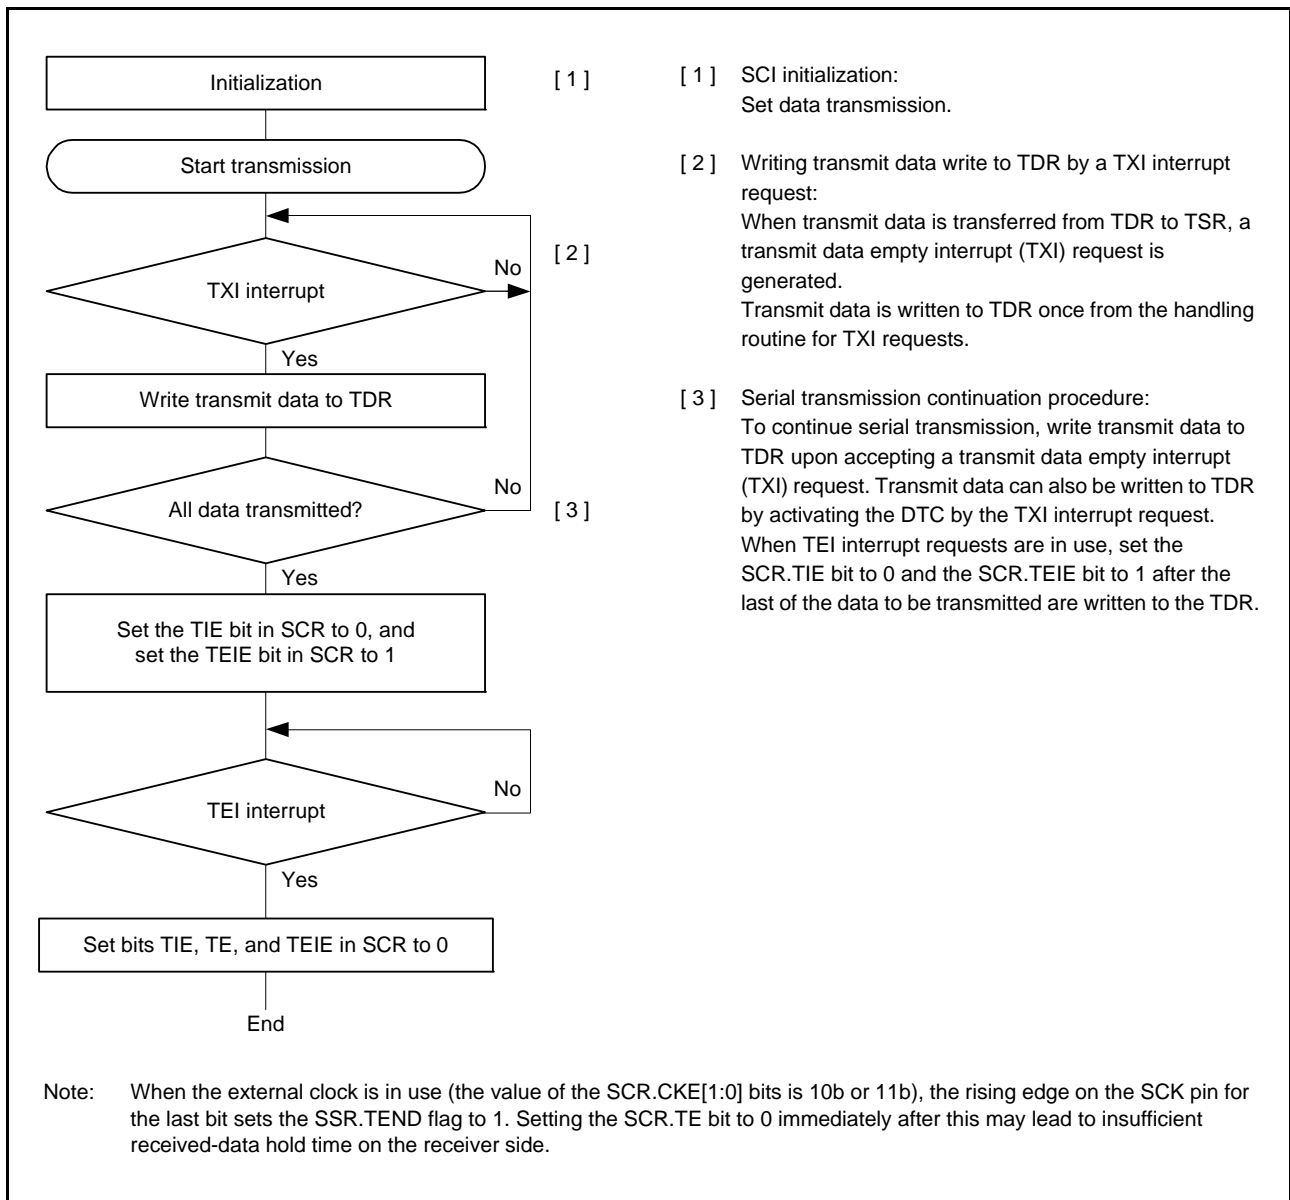 Initialization
[ 1 ]
Start transmission
TXI interrupt
No
[ 2 ]
Yes
Write transmit data to TDR
All data transmitted?
No
[ 3 ]
Yes
Set the TIE bit in SCR to 0, and
set the TEIE bit in SCR to 1
TEI interrupt
No
Yes
Set bits TIE, TE, and TEIE in SCR to 0
End
[ 1 ] SCI initialization:
Set data transmission.
[ 2 ] Writing transmit data write to TDR by a TXI interrupt
request:
When transmit data is transferred from TDR to TSR, a
transmit data empty interrupt (TXI) request is
generated.
Transmit data is written to TDR once from the handling
routine for TXI requests.
[ 3 ] Serial transmission continuation procedure:
To continue serial transmission, write transmit data to
TDR upon accepting a transmit data empty interrupt
(TXI) request. Transmit data can also be written to TDR
by activating the DTC by the TXI interrupt request.
When TEI interrupt requests are in use, set the
SCR.TIE bit to 0 and the SCR.TEIE bit to 1 after the
last of the data to be transmitted are written to the TDR.
Note: When the external clock is in use (the value of the SCR.CKE[1:0] bits is 10b or 11b), the rising edge on the SCK pin for
the last bit sets the SSR.TEND flag to 1. Setting the SCR.TE bit to 0 immediately after this may lead to insufficient
received-data hold time on the receiver side.